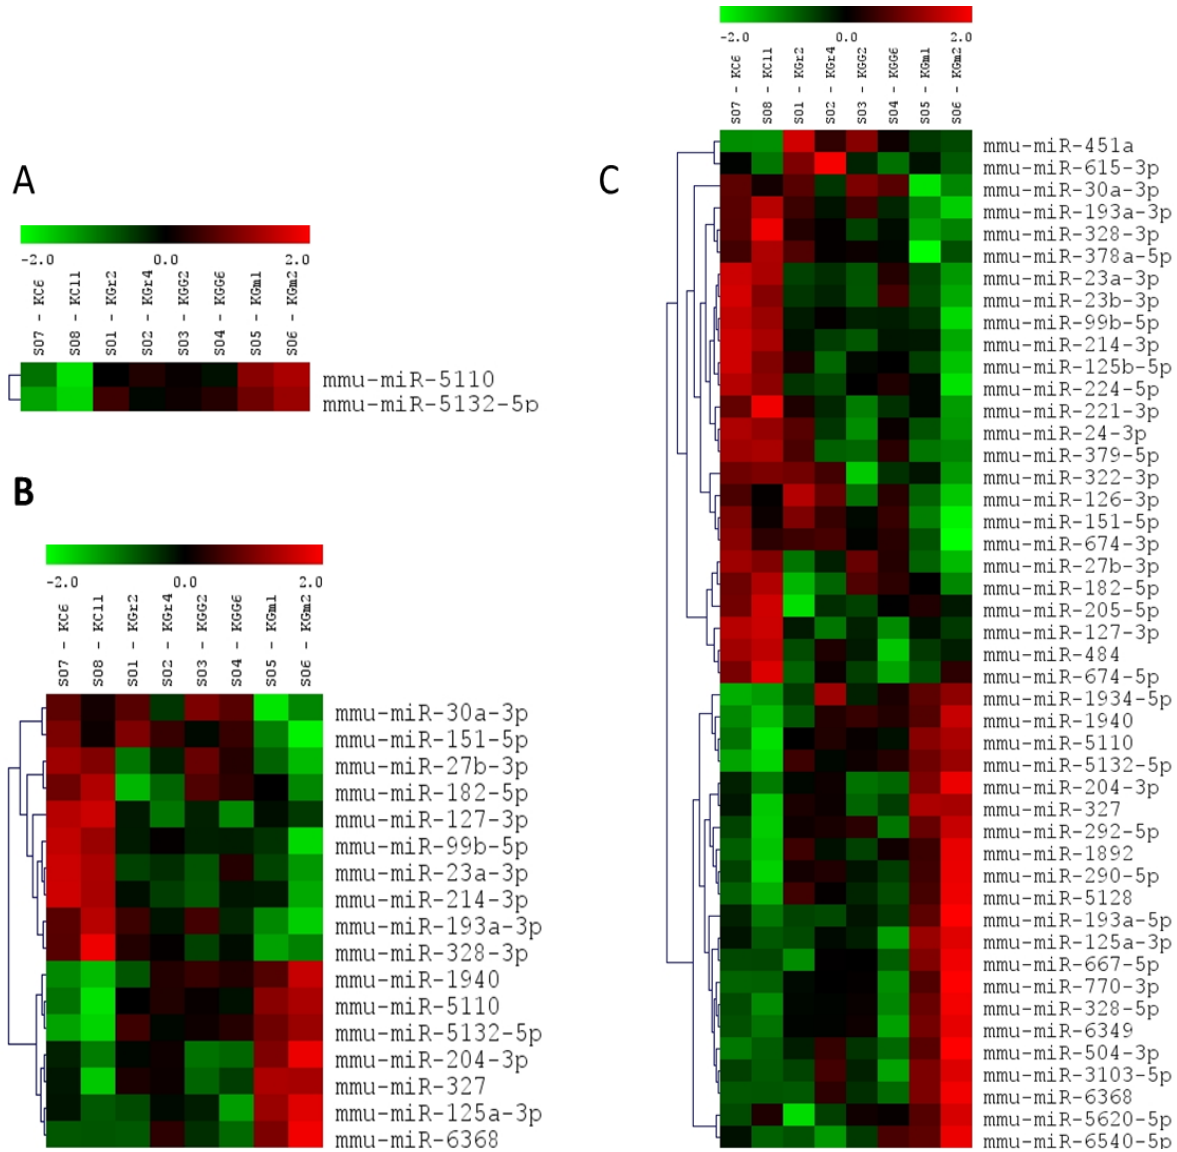 A
-2.0 0.0 2.0
S07 - KC6
S08 - KC11
S01 - KGr2
S02 - KGr4
S03 - KGG2
S04 - KGG6
S05 - KGm1
S06 - KGm2
mmu-miR-5110
mmu-miR-5132-5p
B
-2.0 0.0 2.0
S07 - KC6
S08 - KC11
S01 - KGr2
S02 - KGr4
S03 - KGG2
S04 - KGG6
S05 - KGm1
S06 - KGm2
mmu-miR-30a-3p
mmu-miR-151-5p
mmu-miR-27b-3p
mmu-miR-182-5p
mmu-miR-127-3p
mmu-miR-99b-5p
mmu-miR-23a-3p
mmu-miR-214-3p
mmu-miR-193a-3p
mmu-miR-328-3p
mmu-miR-1940
mmu-miR-5110
mmu-miR-5132-5p
mmu-miR-204-3p
mmu-miR-327
mmu-miR-125a-3p
mmu-miR-6368
C
-2.0 0.0 2.0
S07 - KC6
S08 - KC11
S01 - KGr2
S02 - KGr4
S03 - KGG2
S04 - KGG6
S05 - KGm1
S06 - KGm2
mmu-miR-451a
mmu-miR-615-3p
mmu-miR-30a-3p
mmu-miR-193a-3p
mmu-miR-328-3p
mmu-miR-378a-5p
mmu-miR-23a-3p
mmu-miR-23b-3p
mmu-miR-99b-5p
mmu-miR-214-3p
mmu-miR-125b-5p
mmu-miR-224-5p
mmu-miR-221-3p
mmu-miR-24-3p
mmu-miR-379-5p
mmu-miR-322-3p
mmu-miR-126-3p
mmu-miR-151-5p
mmu-miR-674-3p
mmu-miR-27b-3p
mmu-miR-182-5p
mmu-miR-205-5p
mmu-miR-127-3p
mmu-miR-484
mmu-miR-674-5p
mmu-miR-1934-5p
mmu-miR-1940
mmu-miR-5110
mmu-miR-5132-5p
mmu-miR-204-3p
mmu-miR-327
mmu-miR-292-5p
mmu-miR-1892
mmu-miR-290-5p
mmu-miR-5128
mmu-miR-193a-5p
mmu-miR-125a-3p
mmu-miR-667-5p
mmu-miR-770-3p
mmu-miR-328-5p
mmu-miR-6349
mmu-miR-504-3p
mmu-miR-3103-5p
mmu-miR-6368
mmu-miR-5620-5p
mmu-miR-6540-5p